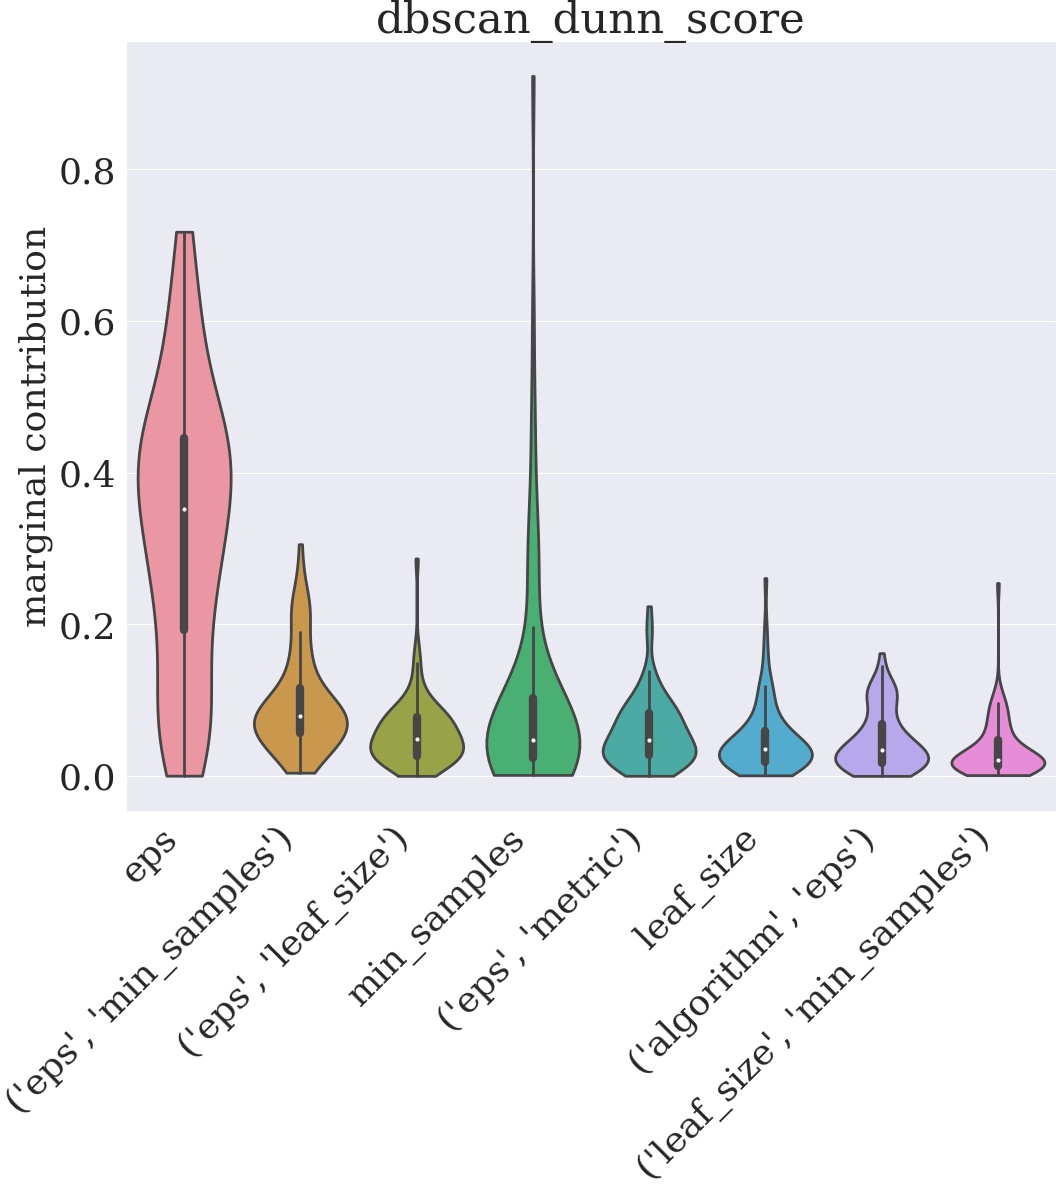 dbscan_dunn_score
marginal contribution
0.8
0.6
0.4
0.2
0.0
eps
('eps', 'min_samples')
('eps', 'leaf_size')
min_samples
('eps', 'metric')
leaf_size
('algorithm', 'eps')
('leaf_size', 'min_samples')